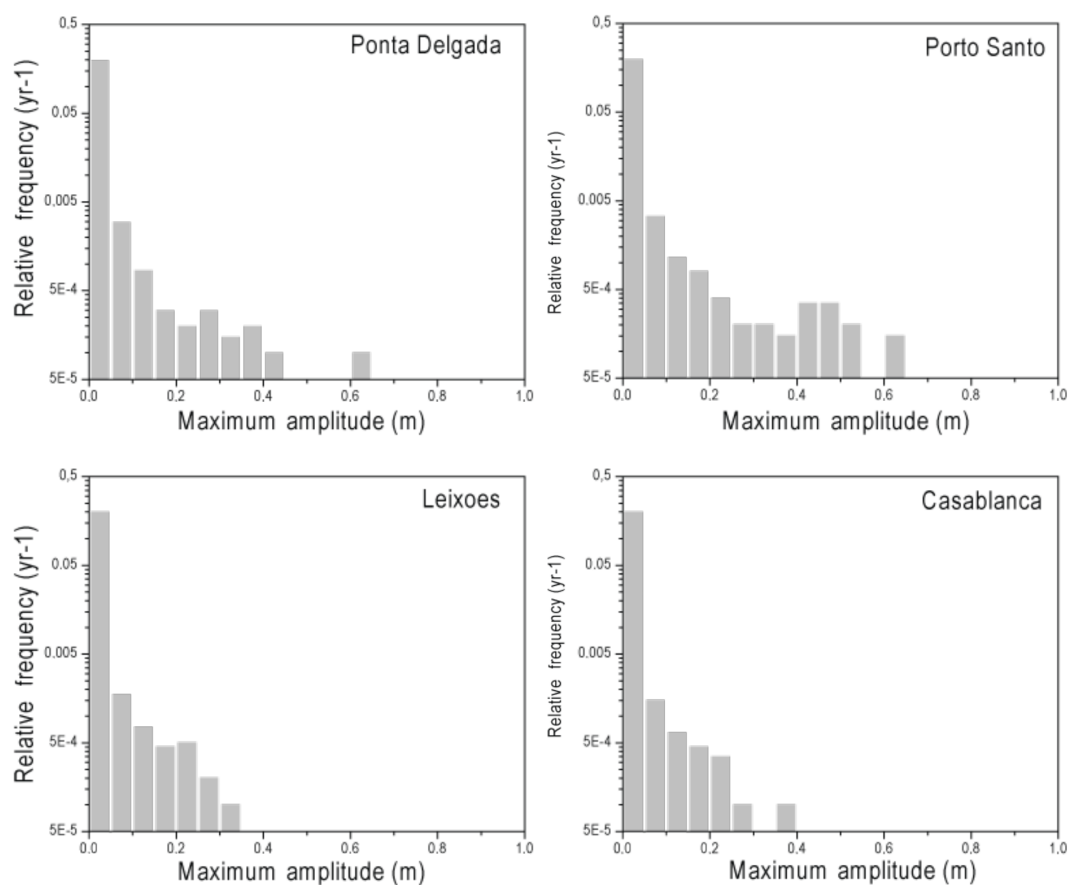 Ponta Delgada
Relative frequency (yr-1)
0,5
0.05
0.005
5E-4
5E-5
0.0 0.2 0.4 0.6 0.8 1.0
Maximum amplitude (m)
Porto Santo
Relative frequency (yr-1)
0,5
0.05
0.005
5E-4
5E-5
0.0 0.2 0.4 0.6 0.8 1.0
Maximum amplitude (m)
Leixoes
Relative frequency (yr-1)
0,5
0.05
0.005
5E-4
5E-5
0.0 0.2 0.4 0.6 0.8 1.0
Maximum amplitude (m)
Casablanca
Relative frequency (yr-1)
0,5
0.05
0.005
5E-4
5E-5
0.0 0.2 0.4 0.6 0.8 1.0
Maximum amplitude (m)